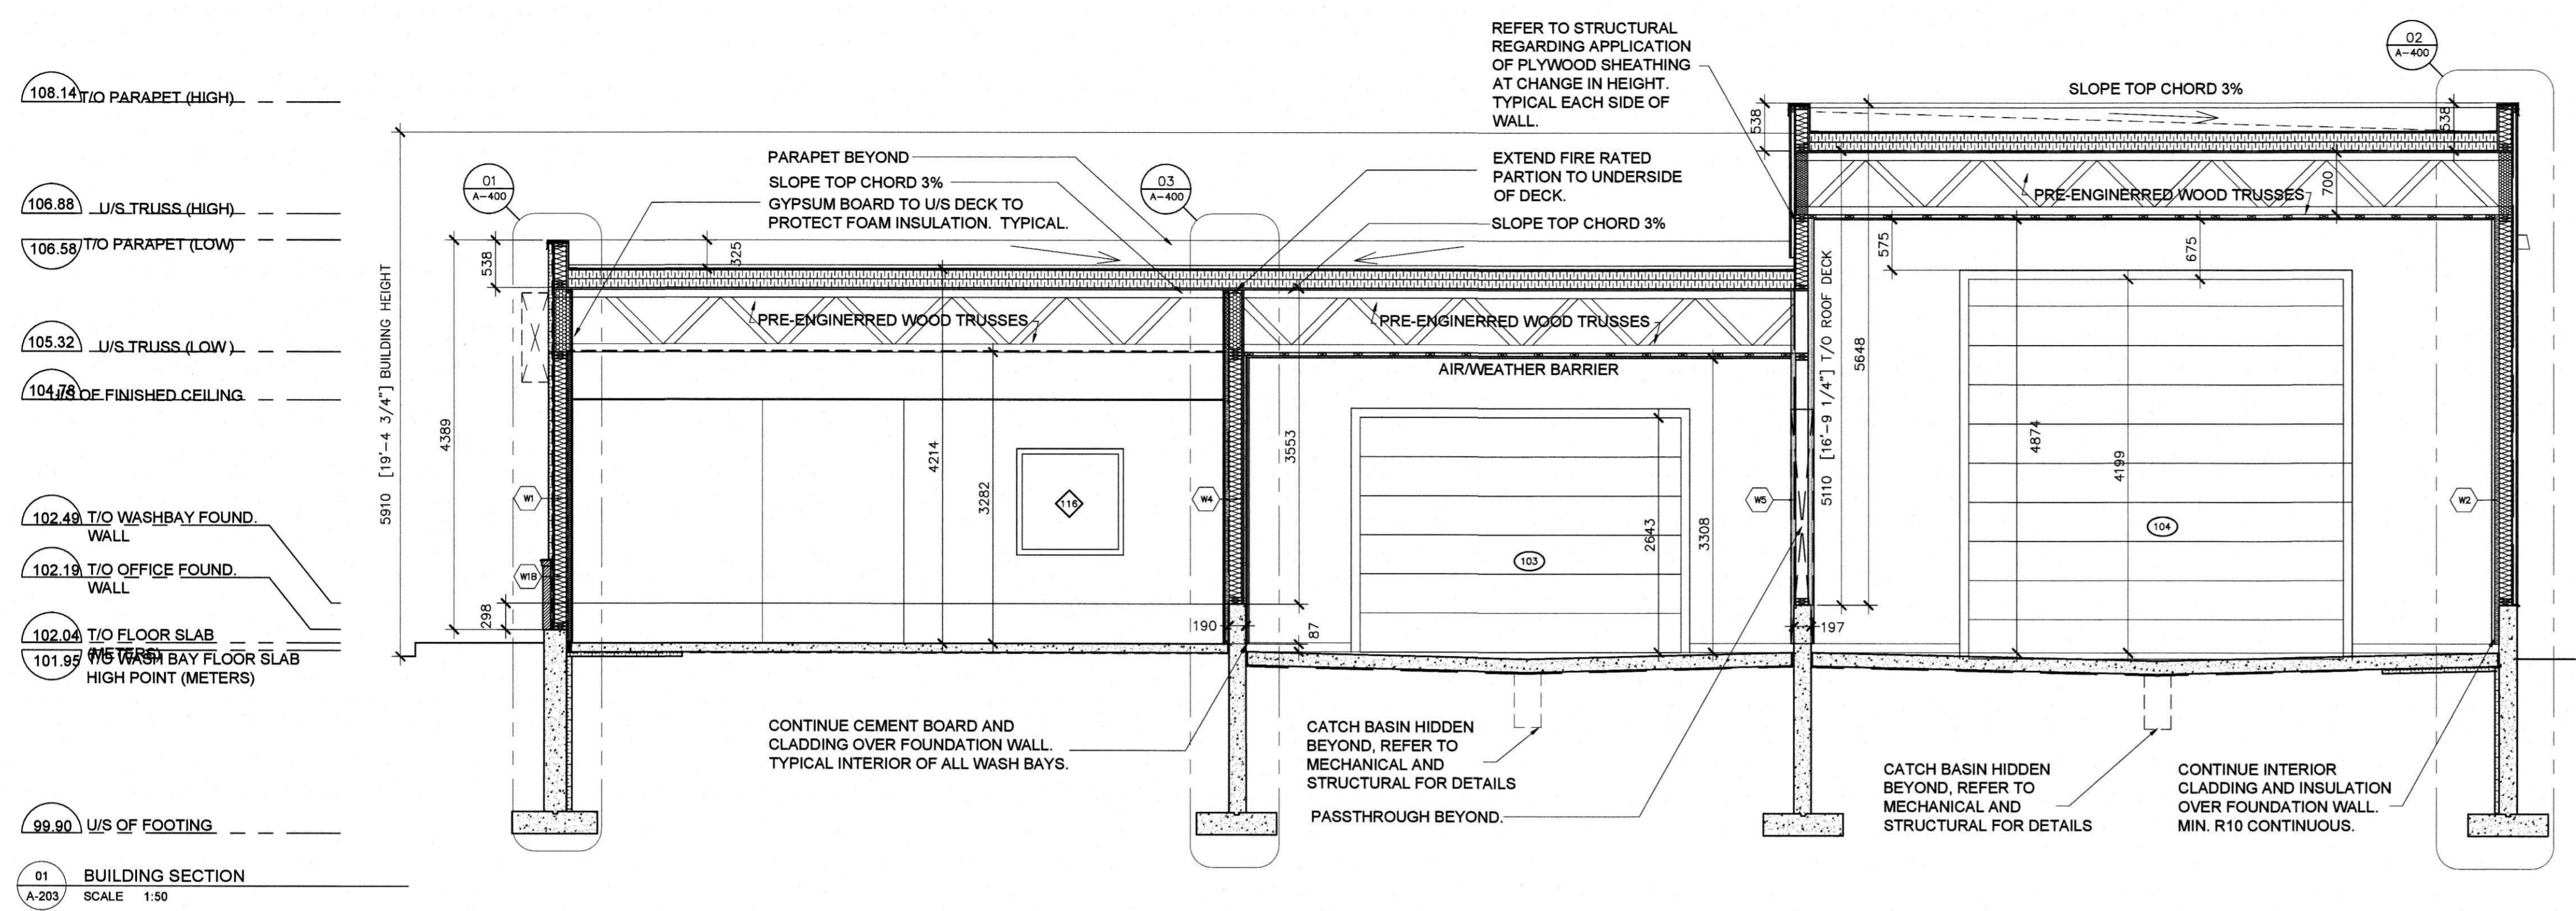 108.14 T/O PARAPET (HIGH)
106.88 U/S TRUSS (HIGH)
106.58 T/O PARAPET (LOW)
105.32 U/S TRUSS (LOW )
104.78 U/S OF FINISHED CEILING
102.49 T/O WASHBAY FOUND.
WALL
102.19 T/O OFFICE FOUND.
WALL
102.04 T/O FLOOR SLAB
(METERS)
101.95 T/O WASH BAY FLOOR SLAB
HIGH POINT (METERS)
99.90 U/S OF FOOTING
01
A-203
BUILDING SECTION
SCALE 1:50
5910 [19'-4 3/4"] BUILDING HEIGHT
4389
538
298
01
A-400
W1
W1B
PARAPET BEYOND
SLOPE TOP CHORD 3%
GYPSUM BOARD TO U/S DECK TO
PROTECT FOAM INSULATION. TYPICAL.
325
PRE-ENGINERRED WOOD TRUSSES
4214
3282
116
03
A-400
W4
190
3553
87
CONTINUE CEMENT BOARD AND
CLADDING OVER FOUNDATION WALL.
TYPICAL INTERIOR OF ALL WASH BAYS.
REFER TO STRUCTURAL
REGARDING APPLICATION
OF PLYWOOD SHEATHING
AT CHANGE IN HEIGHT.
TYPICAL EACH SIDE OF
WALL.
EXTEND FIRE RATED
PARTION TO UNDERSIDE
OF DECK.
SLOPE TOP CHORD 3%
PRE-ENGINERRED WOOD TRUSSES
AIR/WEATHER BARRIER
103
2643
3308
W5
197
CATCH BASIN HIDDEN
BEYOND, REFER TO
MECHANICAL AND
STRUCTURAL FOR DETAILS
PASSTHROUGH BEYOND.
538
SLOPE TOP CHORD 3%
538
02
A-400
PRE-ENGINERRED WOOD TRUSSES
700
575
675
5110 [16'-9 1/4"] T/O ROOF DECK
5648
4874
4199
104
W2
CATCH BASIN HIDDEN
BEYOND, REFER TO
MECHANICAL AND
STRUCTURAL FOR DETAILS
CONTINUE INTERIOR
CLADDING AND INSULATION
OVER FOUNDATION WALL.
MIN. R10 CONTINUOUS.